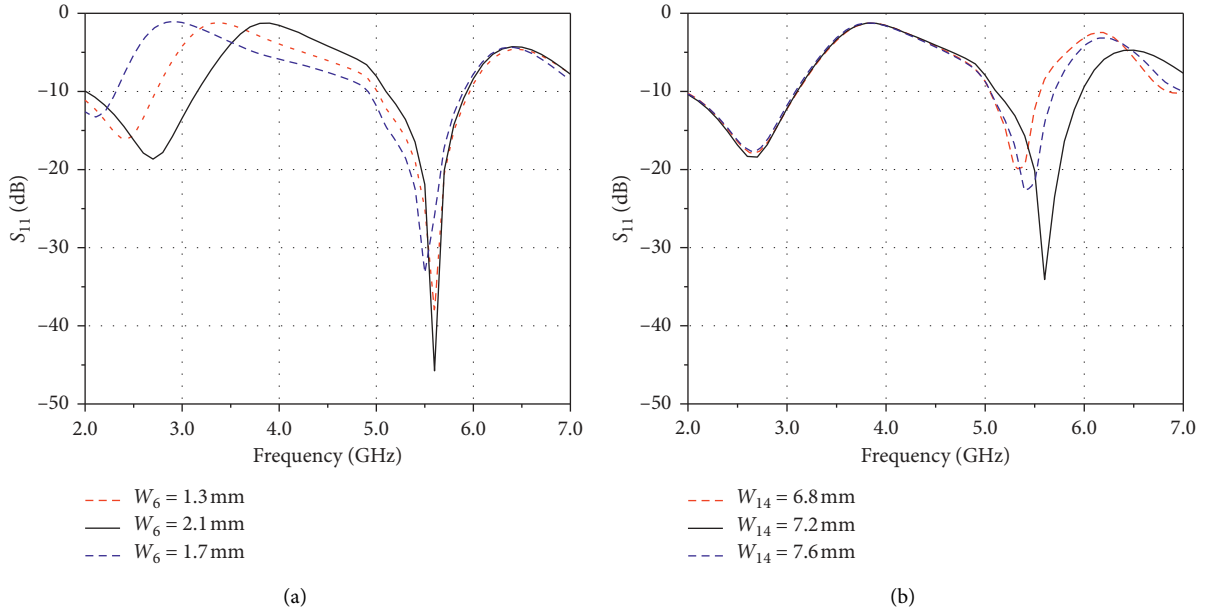 0
−10
−20
−30
−40
−50
S11 (dB)
2.0 3.0 4.0 5.0 6.0 7.0
Frequency (GHz)
W6 = 1.3 mm
W6 = 2.1 mm
W6 = 1.7 mm
(a)
0
−10
−20
−30
−40
−50
S11 (dB)
2.0 3.0 4.0 5.0 6.0 7.0
Frequency (GHz)
W14 = 6.8 mm
W14 = 7.2 mm
W14 = 7.6 mm
(b)